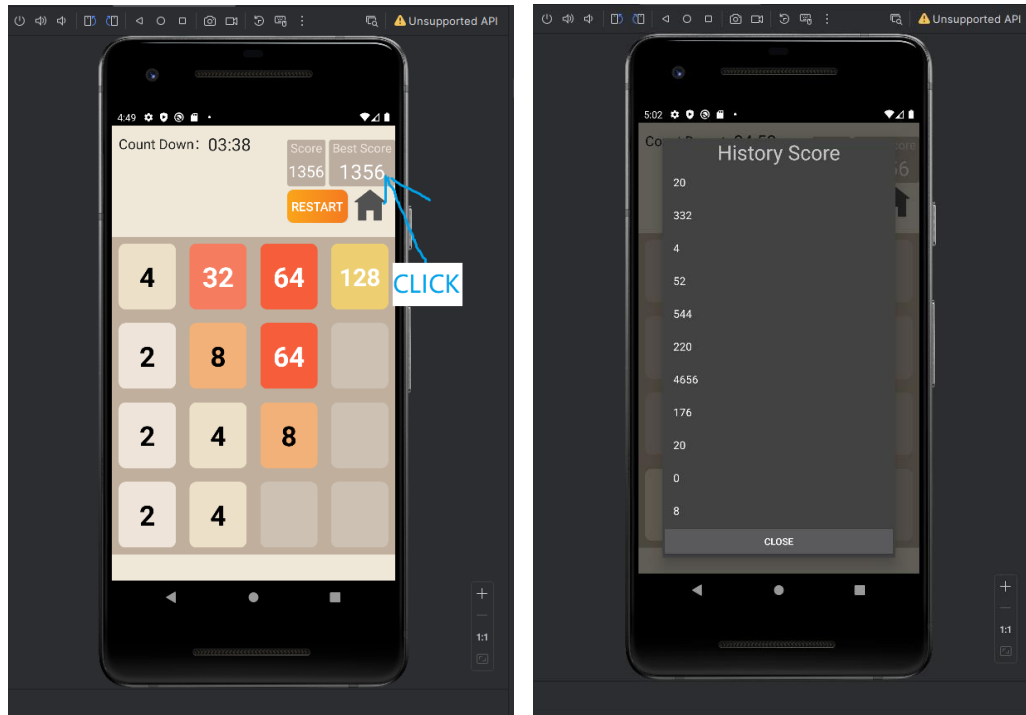 Unsupported API
4:49
Count Down: 03:38
Score
1356
Best Score
1356
RESTART
4 32 64 128
CLICK
2 8 64
2 4 8
2 4
1:1
Unsupported API
5:02
History Score
20
332
4
52
544
220
4656
176
20
0
8
CLOSE
1:1